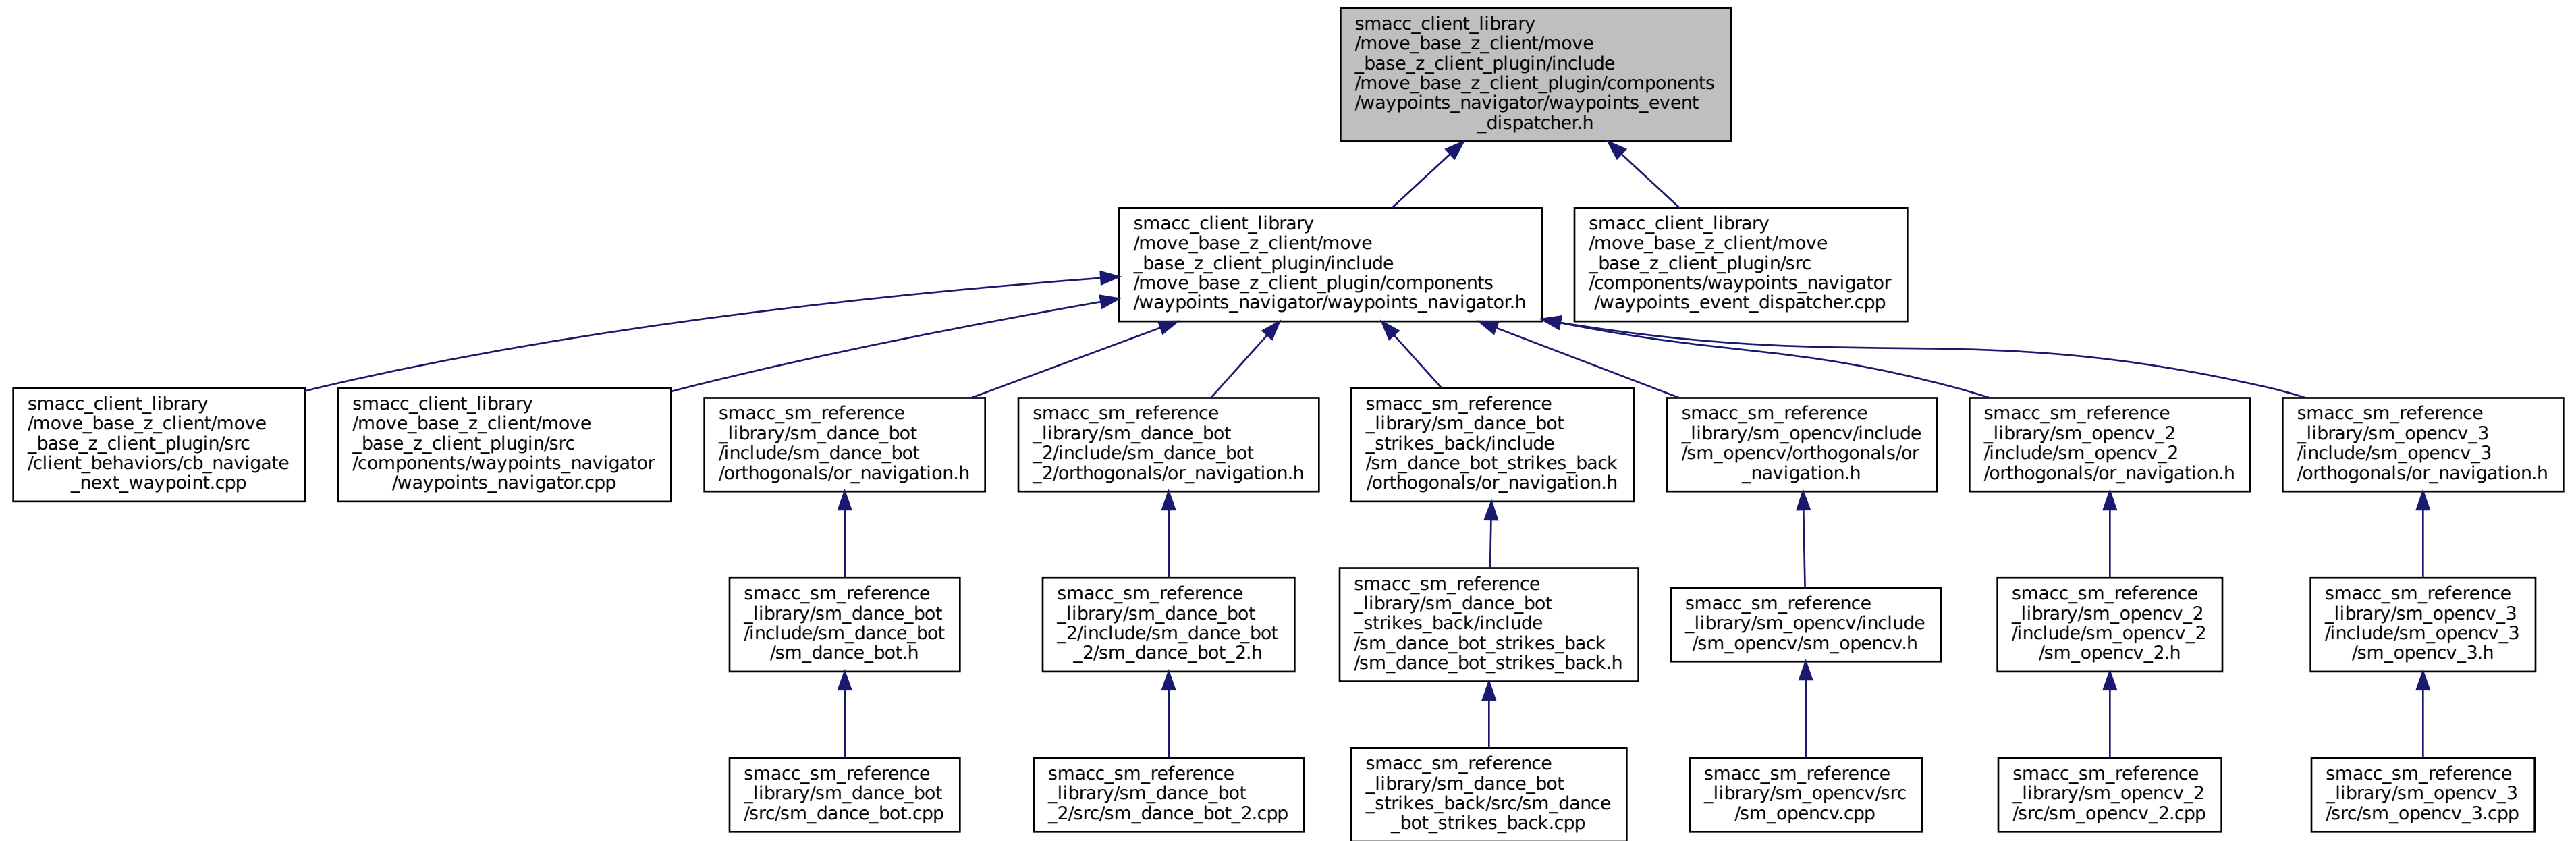 smacc_client_library
/move_base_z_client/move
_base_z_client_plugin/include
/move_base_z_client_plugin/components
/waypoints_navigator/waypoints_event
_dispatcher.h
smacc_client_library
/move_base_z_client/move
_base_z_client_plugin/include
/move_base_z_client_plugin/components
/waypoints_navigator/waypoints_navigator.h
smacc_client_library
/move_base_z_client/move
_base_z_client_plugin/src
/components/waypoints_navigator
/waypoints_event_dispatcher.cpp
smacc_client_library
/move_base_z_client/move
_base_z_client_plugin/src
/client_behaviors/cb_navigate
_next_waypoint.cpp
smacc_client_library
/move_base_z_client/move
_base_z_client_plugin/src
/components/waypoints_navigator
/waypoints_navigator.cpp
smacc_sm_reference
_library/sm_dance_bot
/include/sm_dance_bot
/orthogonals/or_navigation.h
smacc_sm_reference
_library/sm_dance_bot
_2/include/sm_dance_bot
_2/orthogonals/or_navigation.h
smacc_sm_reference
_library/sm_dance_bot
_strikes_back/include
/sm_dance_bot_strikes_back
/orthogonals/or_navigation.h
smacc_sm_reference
_library/sm_opencv/include
/sm_opencv/orthogonals/or
_navigation.h
smacc_sm_reference
_library/sm_opencv_2
/include/sm_opencv_2
/orthogonals/or_navigation.h
smacc_sm_reference
_library/sm_opencv_3
/include/sm_opencv_3
/orthogonals/or_navigation.h
smacc_sm_reference
_library/sm_dance_bot
/include/sm_dance_bot
/sm_dance_bot.h
smacc_sm_reference
_library/sm_dance_bot
_2/include/sm_dance_bot
_2/sm_dance_bot_2.h
smacc_sm_reference
_library/sm_dance_bot
_strikes_back/include
/sm_dance_bot_strikes_back
/sm_dance_bot_strikes_back.h
smacc_sm_reference
_library/sm_opencv/include
/sm_opencv/sm_opencv.h
smacc_sm_reference
_library/sm_opencv_2
/include/sm_opencv_2
/sm_opencv_2.h
smacc_sm_reference
_library/sm_opencv_3
/include/sm_opencv_3
/sm_opencv_3.h
smacc_sm_reference
_library/sm_dance_bot
/src/sm_dance_bot.cpp
smacc_sm_reference
_library/sm_dance_bot
_2/src/sm_dance_bot_2.cpp
smacc_sm_reference
_library/sm_dance_bot
_strikes_back/src/sm_dance
_bot_strikes_back.cpp
smacc_sm_reference
_library/sm_opencv/src
/sm_opencv.cpp
smacc_sm_reference
_library/sm_opencv_2
/src/sm_opencv_2.cpp
smacc_sm_reference
_library/sm_opencv_3
/src/sm_opencv_3.cpp